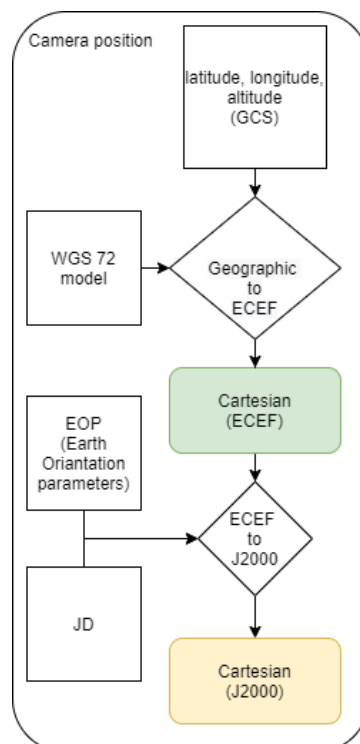 Camera position
latitude, longitude,
altitude
(GCS)
WGS 72
model
Geographic
to
ECEF
Cartesian
(ECEF)
EOP
(Earth
Oriantation
parameters)
ECEF
to
J2000
JD
Cartesian
(J2000)